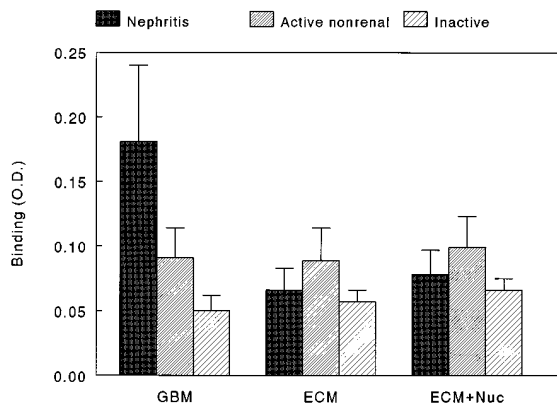 Nephritis
Active nonrenal
Inactive
Binding (O.D.)
0.25
0.20
0.15
0.10
0.05
0.00
GBM
ECM
ECM+Nuc